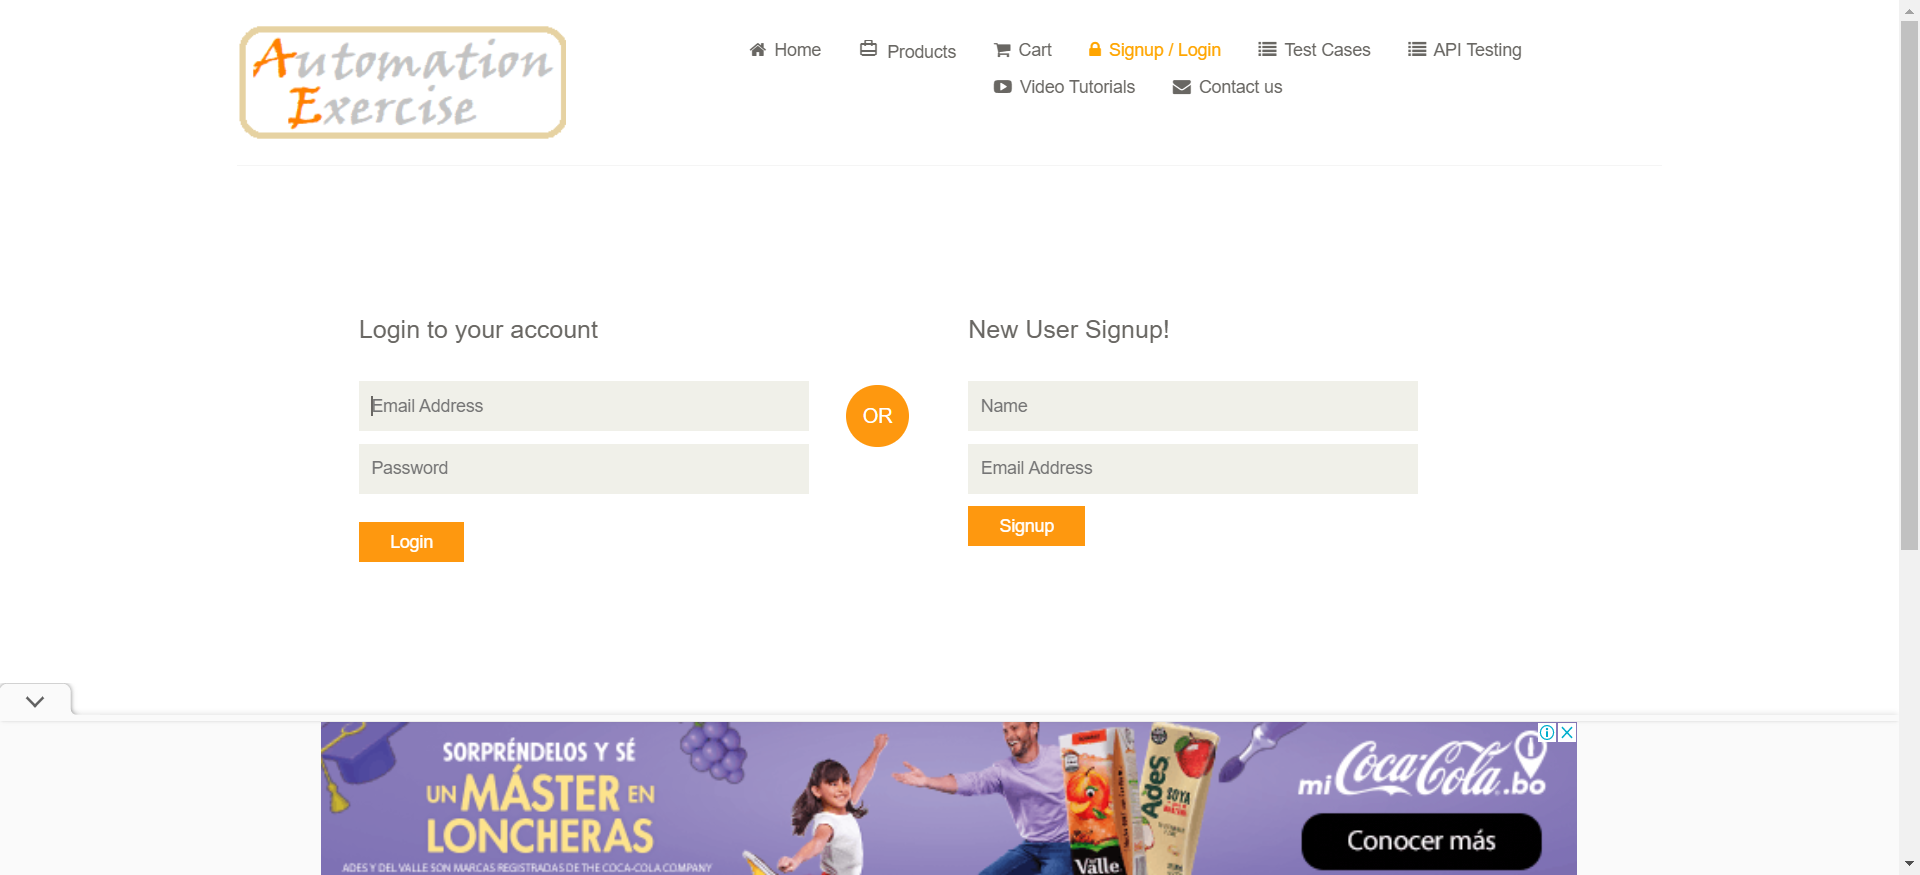 Automation
Exercise
Home
Products
Cart
Signup / Login
Test Cases
API Testing
Video Tutorials
Contact us
Login to your account
New User Signup!
Email Address
OR
Name
Password
Email Address
Signup
Login
SORPRÉNDELOS Y SÉ
UN MÁSTER EN
LONCHERAS
ADES Y DEL VALLE SON MARCAS REGISTRADAS DE THE COCA-COLA COMPANY
Valle
AdeS
SOYA
mi Coca-Cola.bo
Conocer más